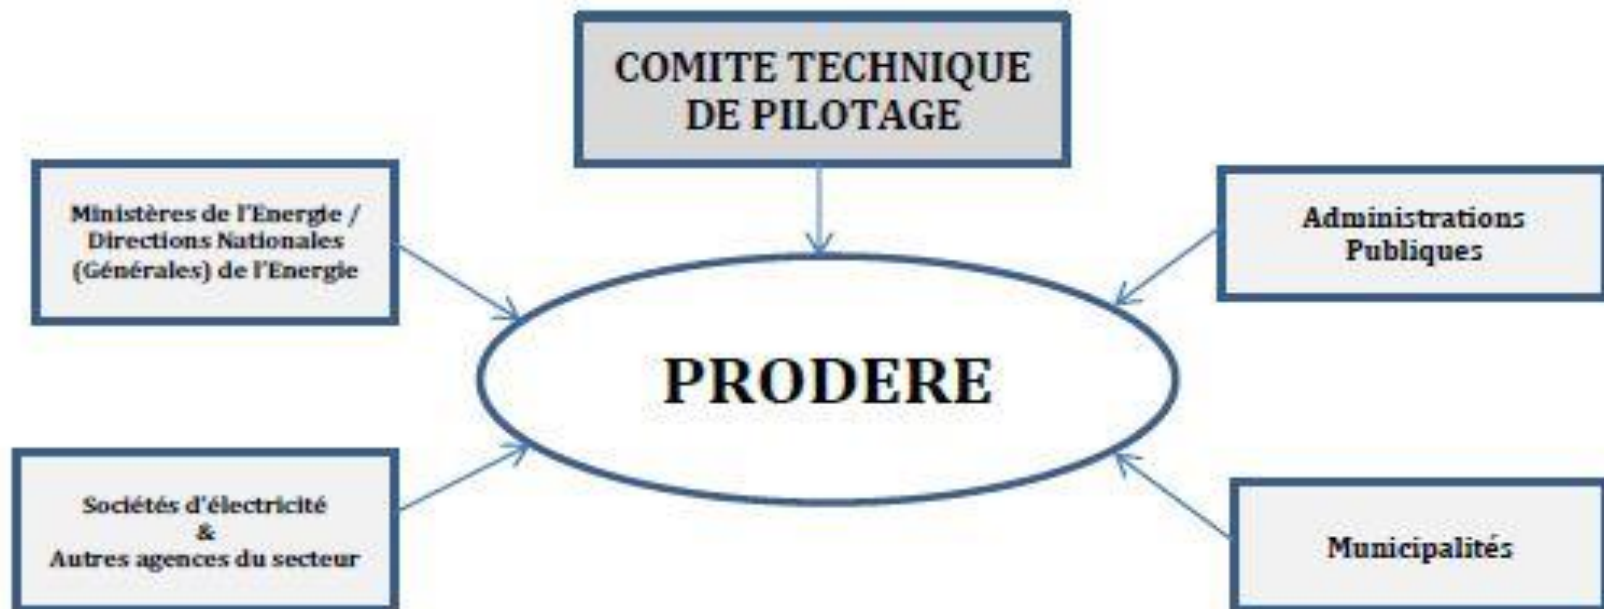 COMITE TECHNIQUE
DE PILOTAGE
Ministères de l'Energie /
Directions Nationales
(Générales) de l'Energie
Administrations
Publiques
PRODERE
Sociétés d'électricité
&
Autres agences du secteur
Municipalités